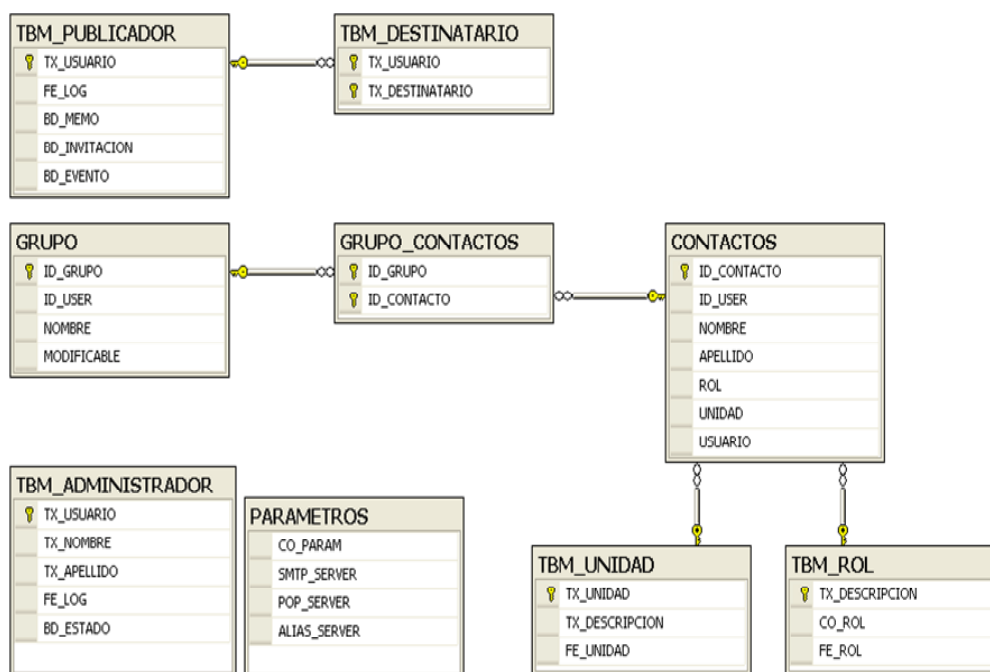 TBM_PUBLICADOR
TX_USUARIO
FE_LOG
BD_MEMO
BD_INVITACION
BD_EVENTO
TBM_DESTINATARIO
TX_USUARIO
TX_DESTINATARIO
GRUPO
ID_GRUPO
ID_USER
NOMBRE
MODIFICABLE
GRUPO_CONTACTOS
ID_GRUPO
ID_CONTACTO
CONTACTOS
ID_CONTACTO
ID_USER
NOMBRE
APELLIDO
ROL
UNIDAD
USUARIO
TBM_ADMINISTRADOR
TX_USUARIO
TX_NOMBRE
TX_APELLIDO
FE_LOG
BD_ESTADO
PARAMETROS
CO_PARAM
SMTP_SERVER
POP_SERVER
ALIAS_SERVER
TBM_UNIDAD
TX_UNIDAD
TX_DESCRIPCION
FE_UNIDAD
TBM_ROL
TX_DESCRIPCION
CO_ROL
FE_ROL